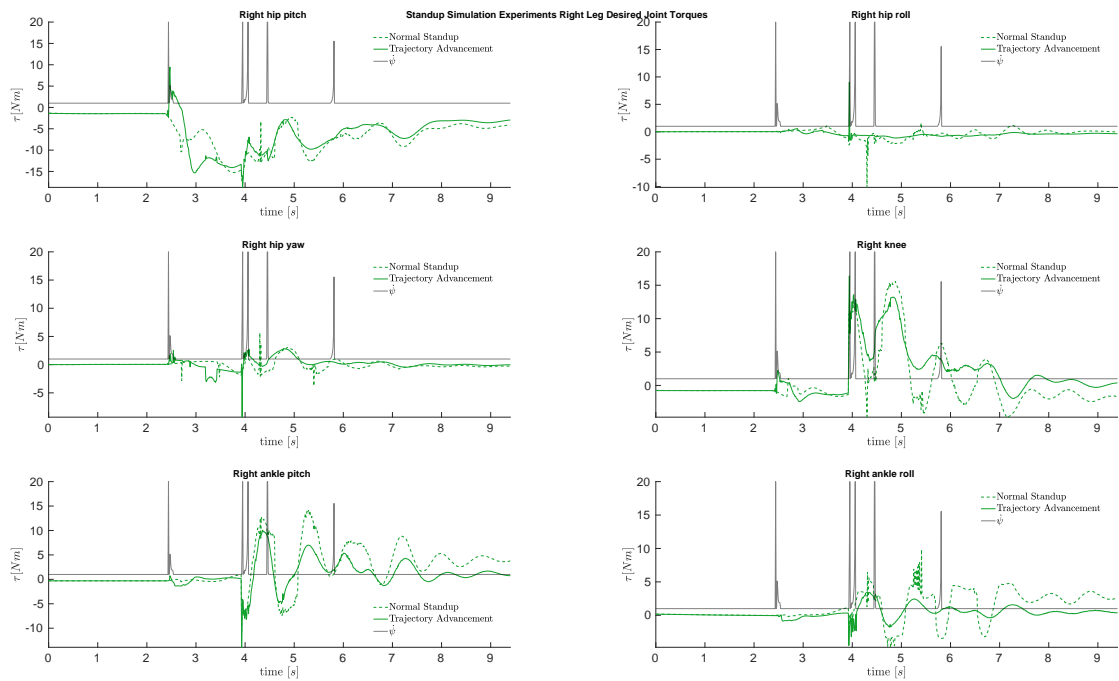 Standup Simulation Experiments Right Leg Desired Joint Torques
Right hip pitch
20
15
10
5
0
-5
-10
-15
τ [Nm]
0 1 2 3 4 5 6 7 8 9
time [s]
Normal Standup
Trajectory Advancement
ψ̇
Right hip roll
20
15
10
5
0
-5
-10
τ [Nm]
0 1 2 3 4 5 6 7 8 9
time [s]
Normal Standup
Trajectory Advancement
ψ̇
Right hip yaw
20
15
10
5
0
-5
τ [Nm]
0 1 2 3 4 5 6 7 8 9
time [s]
Normal Standup
Trajectory Advancement
ψ̇
Right knee
20
15
10
5
0
τ [Nm]
0 1 2 3 4 5 6 7 8 9
time [s]
Normal Standup
Trajectory Advancement
ψ̇
Right ankle pitch
20
15
10
5
0
-5
-10
τ [Nm]
0 1 2 3 4 5 6 7 8 9
time [s]
Normal Standup
Trajectory Advancement
ψ̇
Right ankle roll
20
15
10
5
0
τ [Nm]
0 1 2 3 4 5 6 7 8 9
time [s]
Normal Standup
Trajectory Advancement
ψ̇